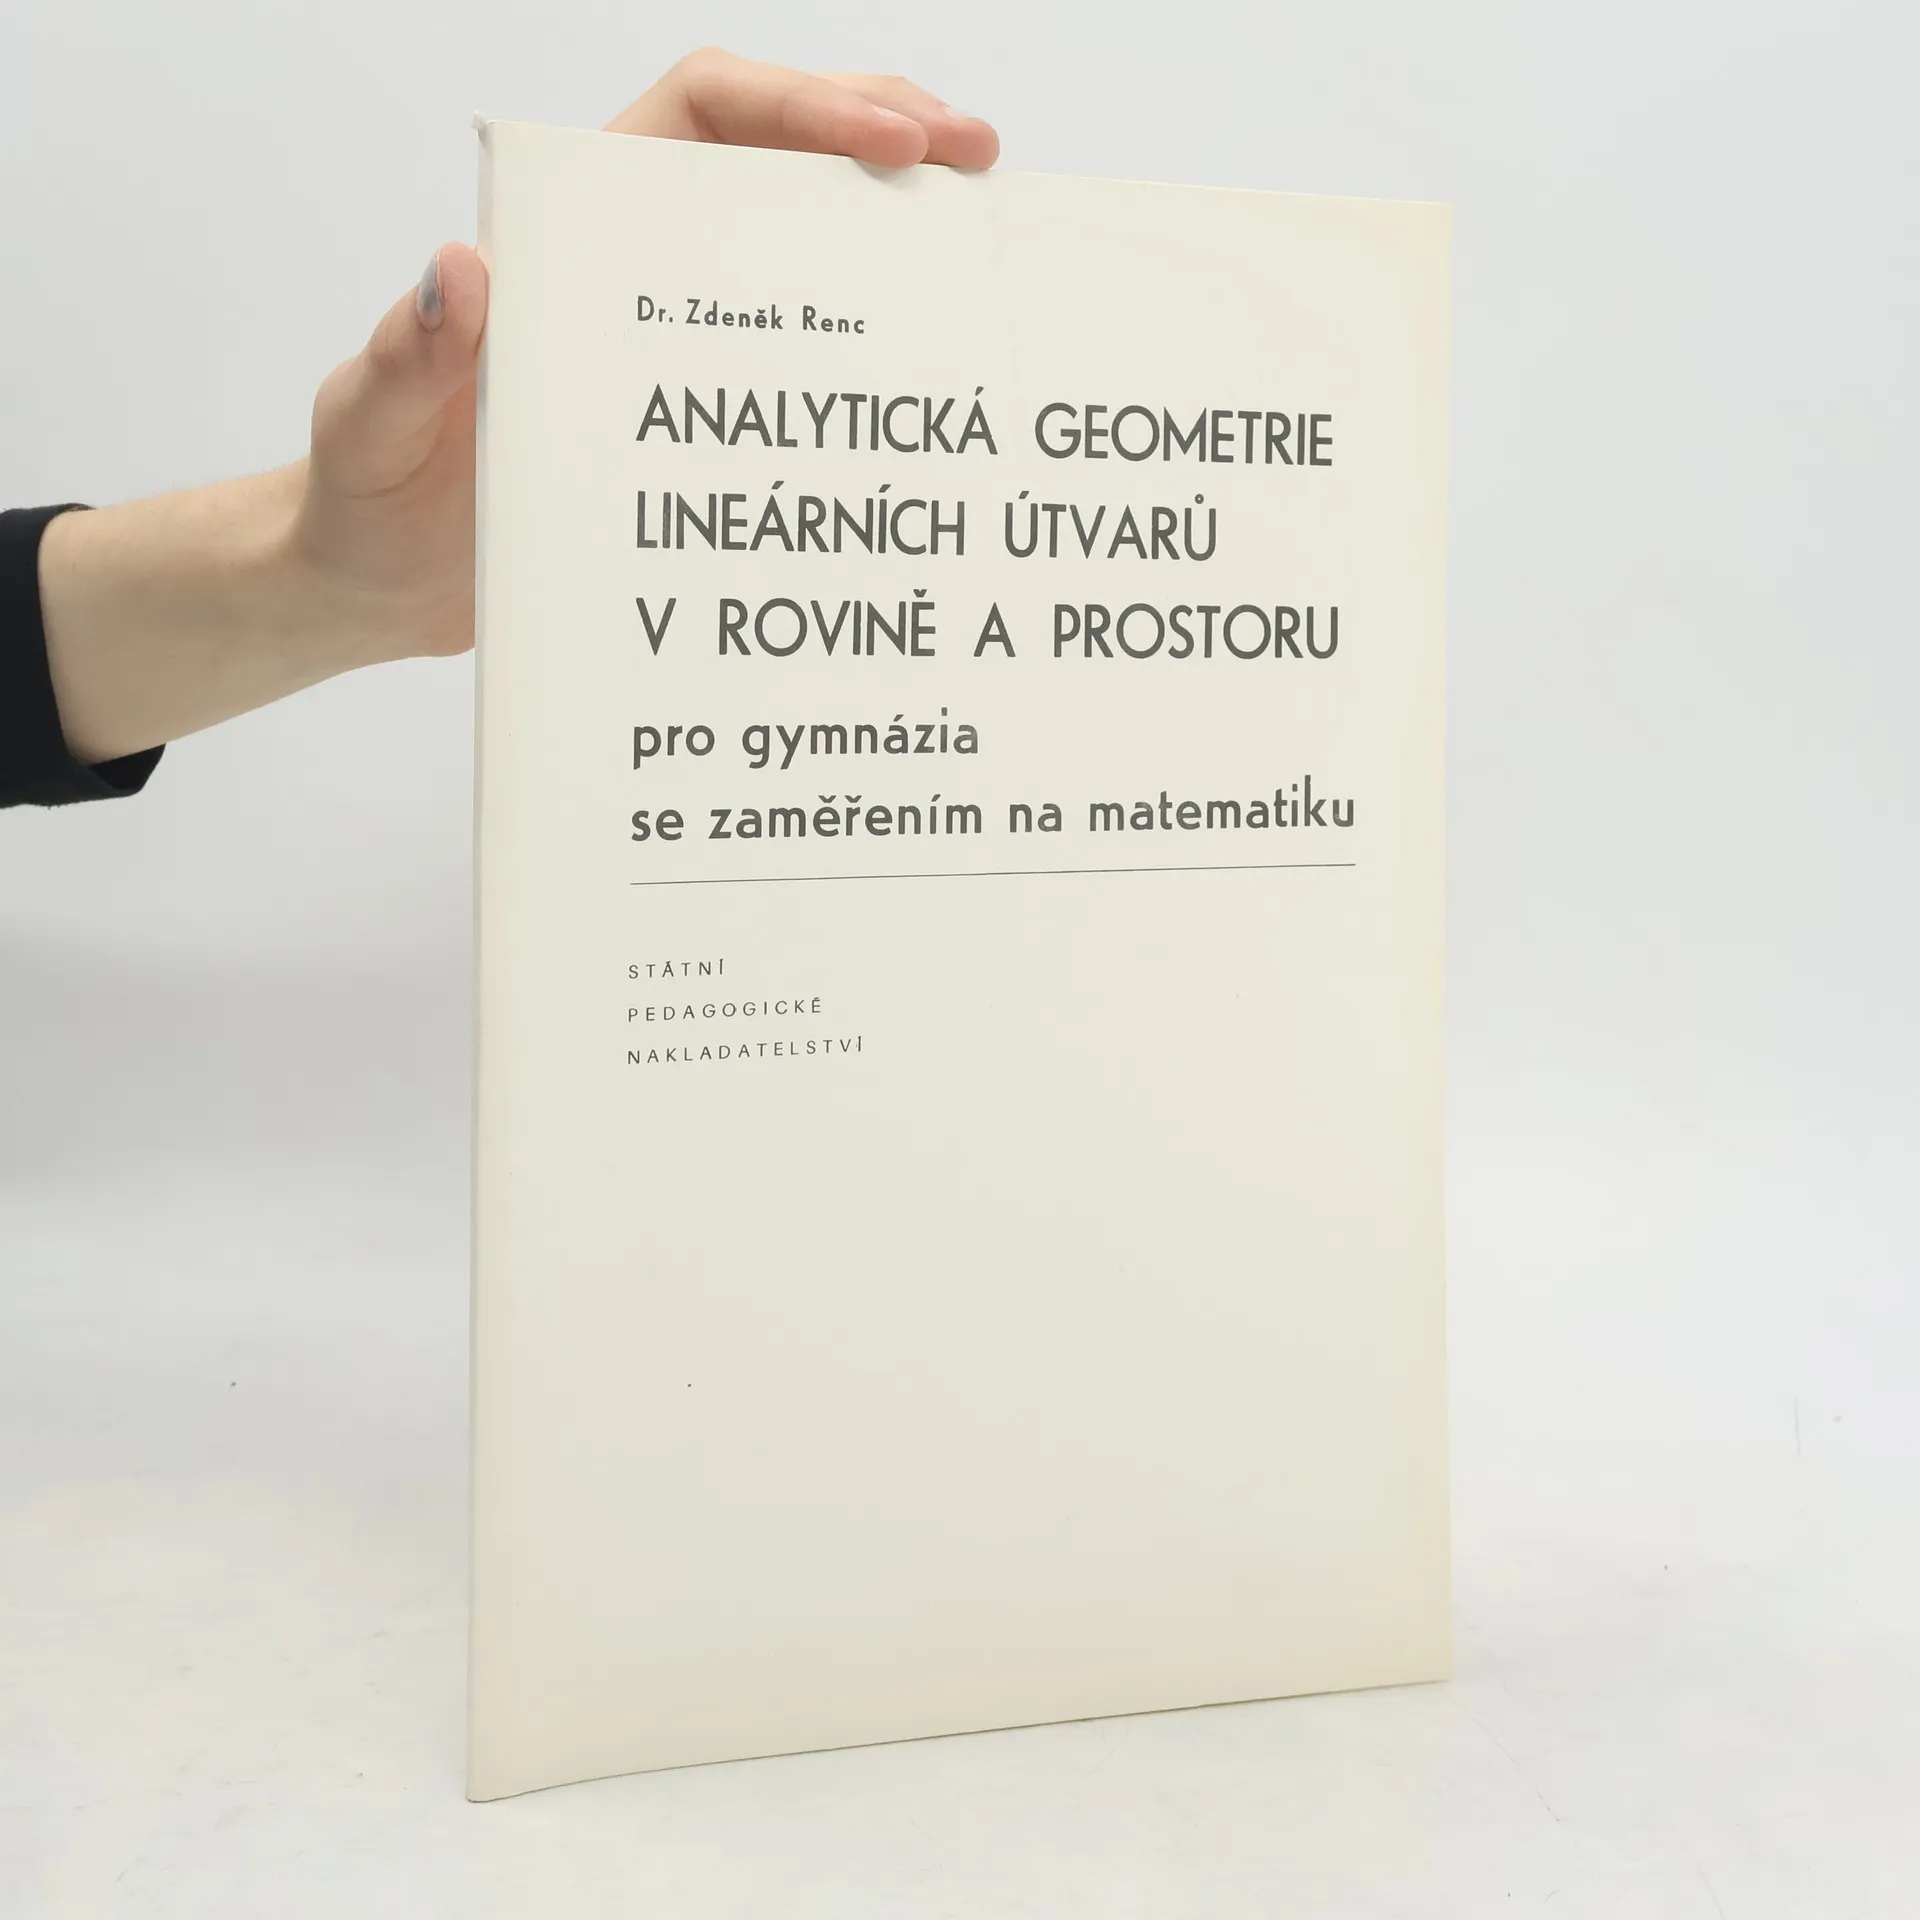 Dr. Zdeněk Renc
ANALYTICKÁ GEOMETRIE
LINEÁRNÍCH ÚTVARŮ
V ROVINĚ A PROSTORU
pro gymnázia
se zaměřením na matematiku
STÁTNÍ
PEDAGOGICKÉ
NAKLADATELSTVÍ